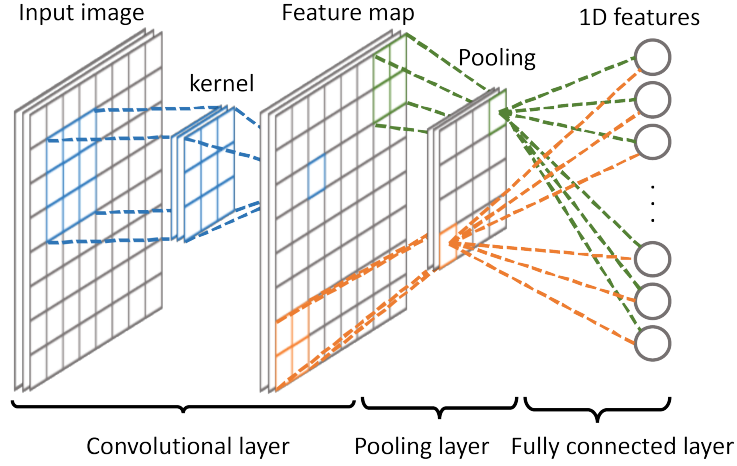 Input image
Feature map
1D features
kernel
Pooling
Convolutional layer
Pooling layer
Fully connected layer